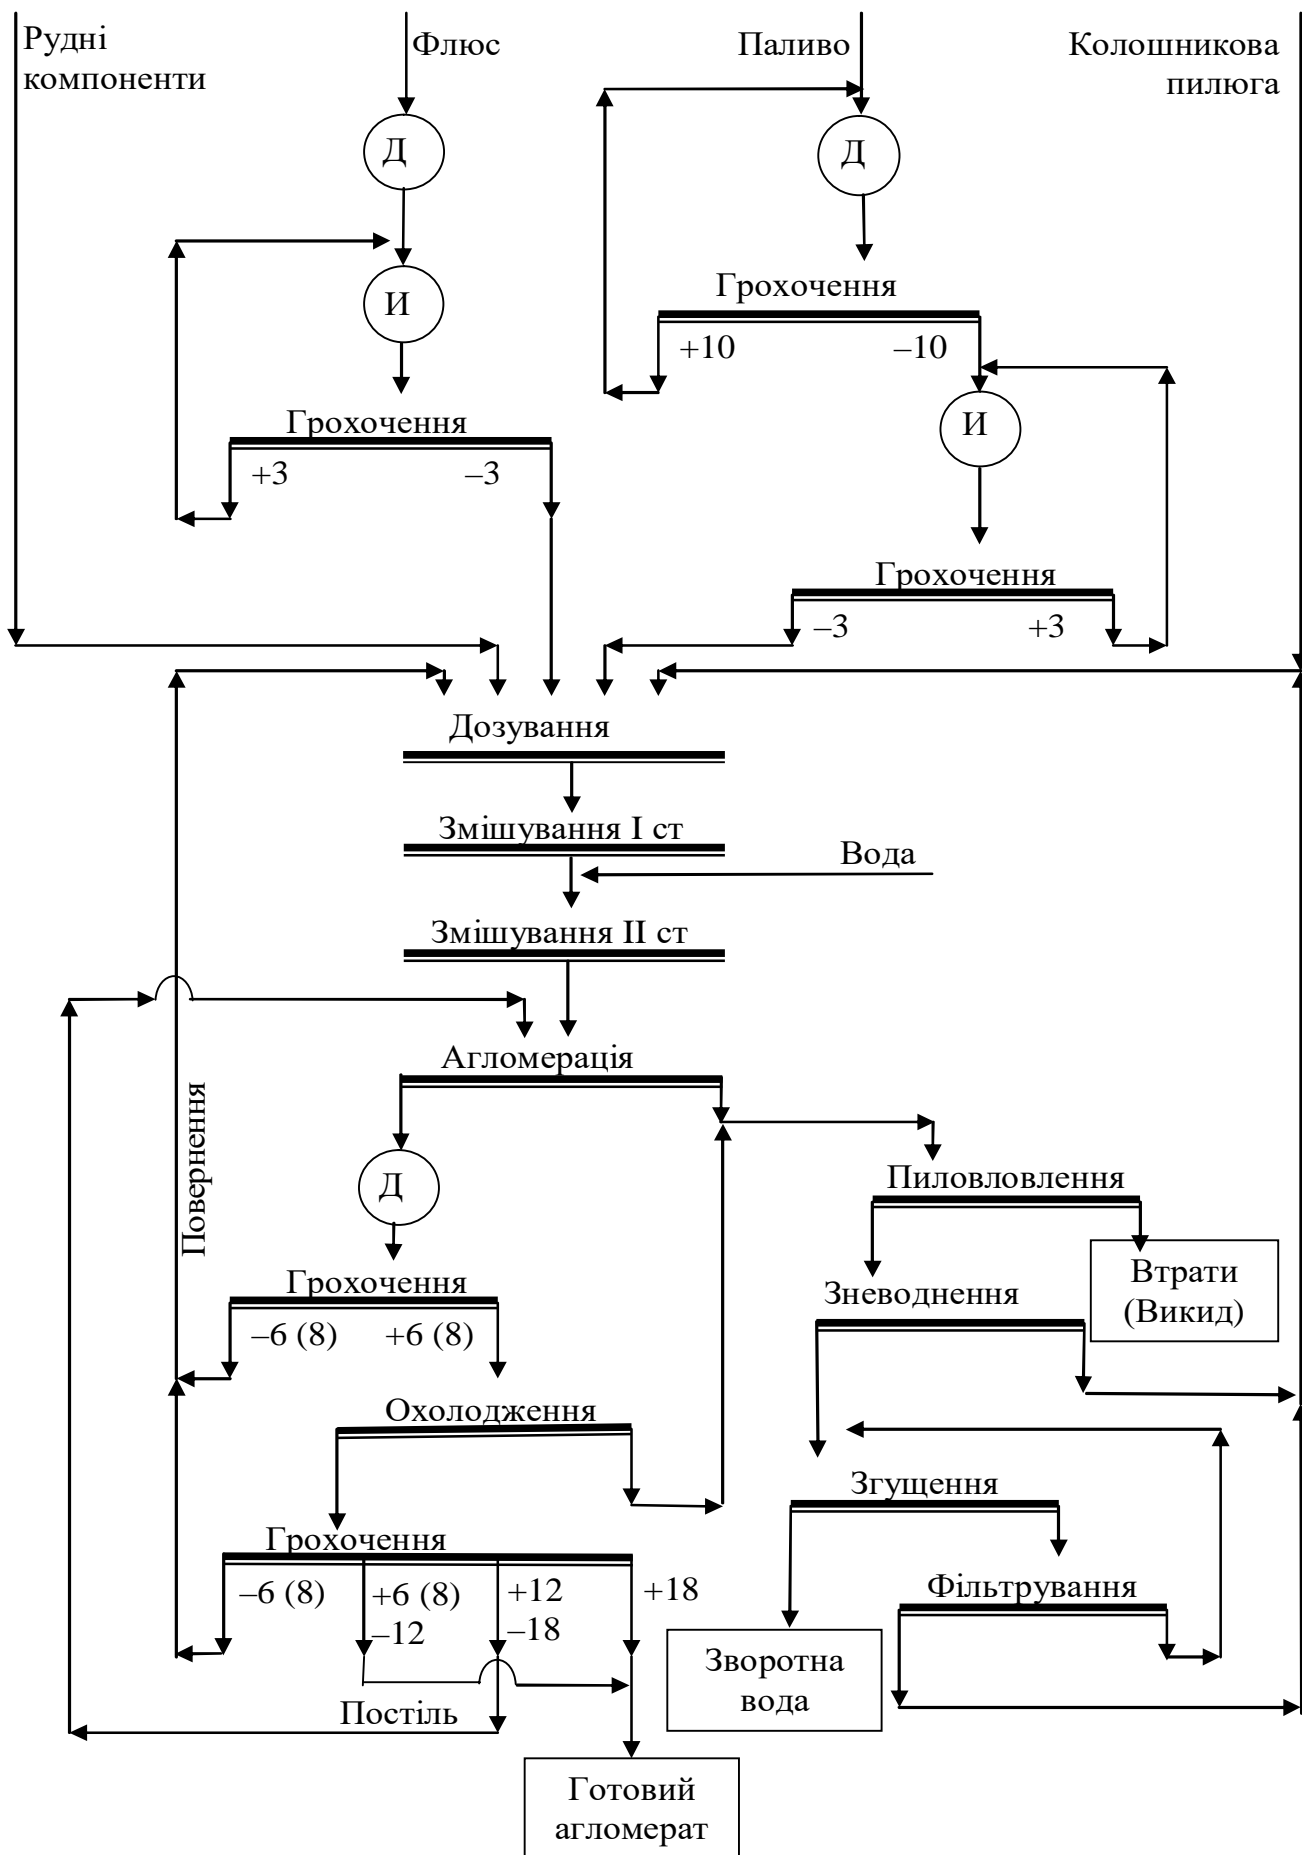 Рудні
компоненти
Флюс
Паливо
Колошникова
пилюга
Д
Д
И
Грохочення
+10
–10
И
Грохочення
+3
–3
Грохочення
–3
+3
Дозування
Змішування I ст
Вода
Змішування II ст
Агломерація
Повернення
Д
Пиловловлення
Втрати
(Викид)
Грохочення
–6 (8)
+6 (8)
Зневоднення
Охолодження
Згущення
Грохочення
–6 (8)
+6 (8)
–12
+12
–18
+18
Фільтрування
Зворотна
вода
Постіль
Готовий
агломерат